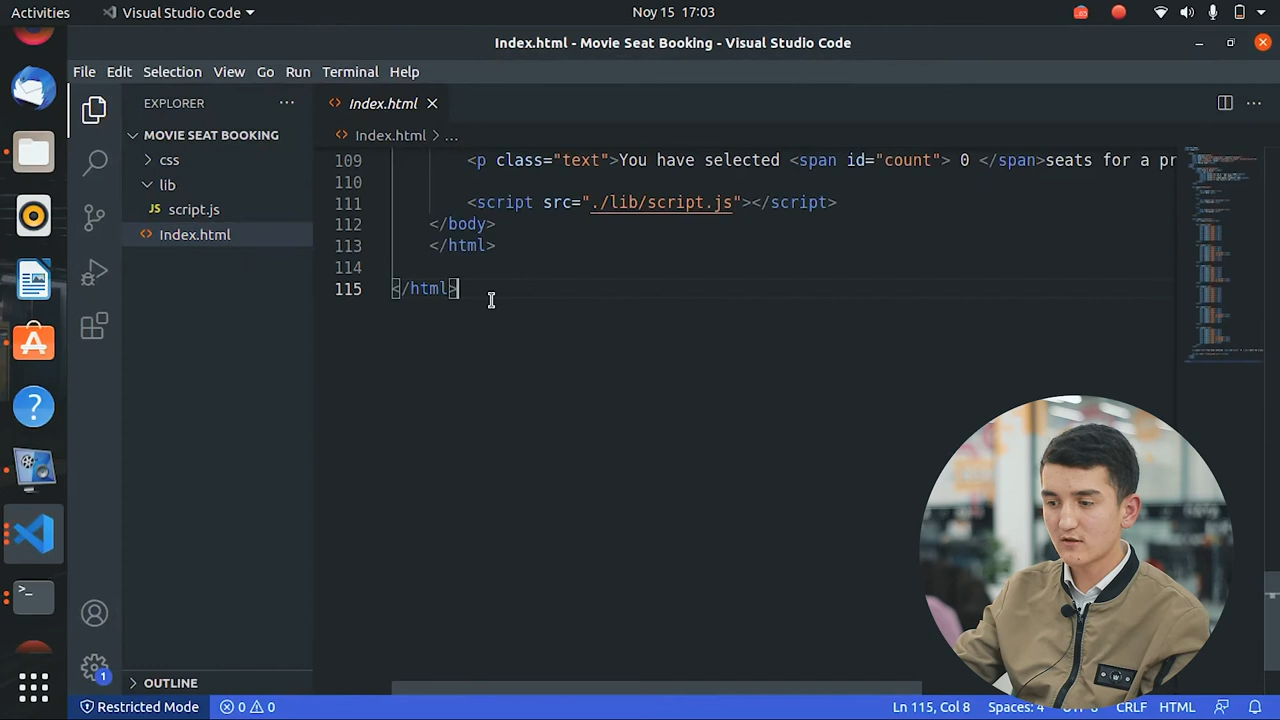 Activities
Visual Studio Code
Noy 15 17:03
Index.html - Movie Seat Booking - Visual Studio Code
File Edit Selection View Go Run Terminal Help
EXPLORER
Index.html
MOVIE SEAT BOOKING
Index.html > ...
css
lib
JS script.js
Index.html
109 <p class="text">You have selected <span id="count"> 0 </span>seats for a pr
110
111 <script src="./lib/script.js"></script>
112 </body>
113 </html>
114
115 </html>
1
OUTLINE
Restricted Mode
0 0
Ln 115, Col 8
Spaces: 4
CRLF
HTML